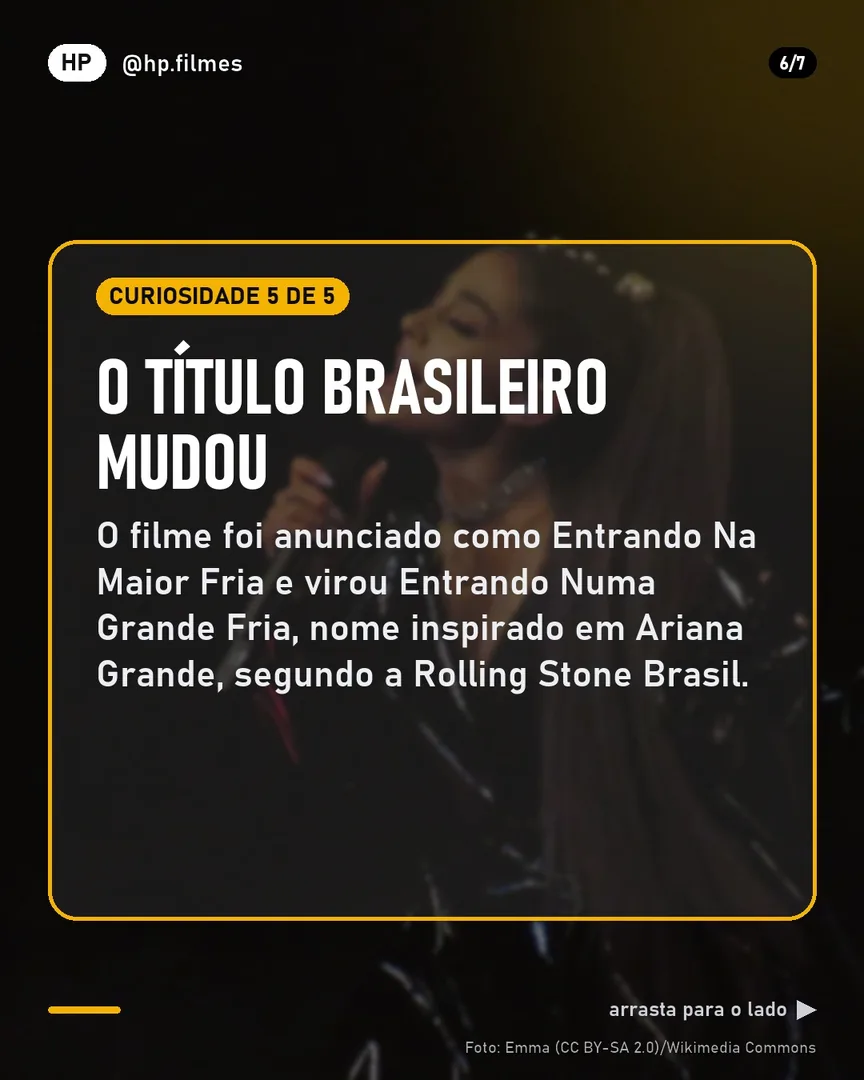 HP @hp.filmes
6/7
CURIOSIDADE 5 DE 5
O TÍTULO BRASILEIRO
MUDOU
O filme foi anunciado como Entrando Na
Maior Fria e virou Entrando Numa
Grande Fria, nome inspirado em Ariana
Grande, segundo a Rolling Stone Brasil.
arrasta para o lado ▶
Foto: Emma (CC BY-SA 2.0)/Wikimedia Commons